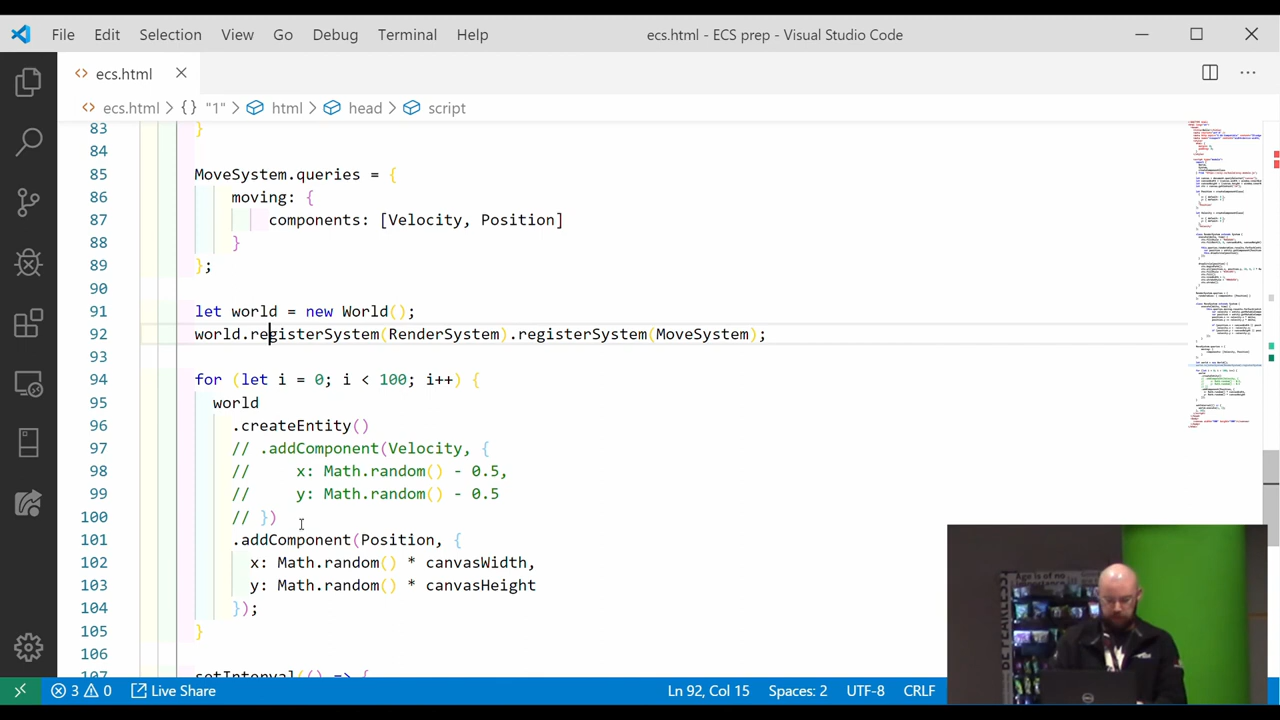 File Edit Selection View Go Debug Terminal Help ecs.html - ECS prep - Visual Studio Code
ecs.html
ecs.html > {} "1" > html > head > script
83 }
84
85 MoveSystem.queries = {
86 moving: {
87 components: [Velocity, Position]
88 }
89 };
90
91 let world = new World();
92 world.registerSystem(RenderSystem).registerSystem(MoveSystem);
93
94 for (let i = 0; i < 100; i++) {
95 world
96 .createEntity()
97 // .addComponent(Velocity, {
98 // x: Math.random() - 0.5,
99 // y: Math.random() - 0.5
100 // })
101 .addComponent(Position, {
102 x: Math.random() * canvasWidth,
103 y: Math.random() * canvasHeight
104 });
105 }
106
107 setInterval(() => {
3 0 Live Share Ln 92, Col 15 Spaces: 2 UTF-8 CRLF
Age is of no